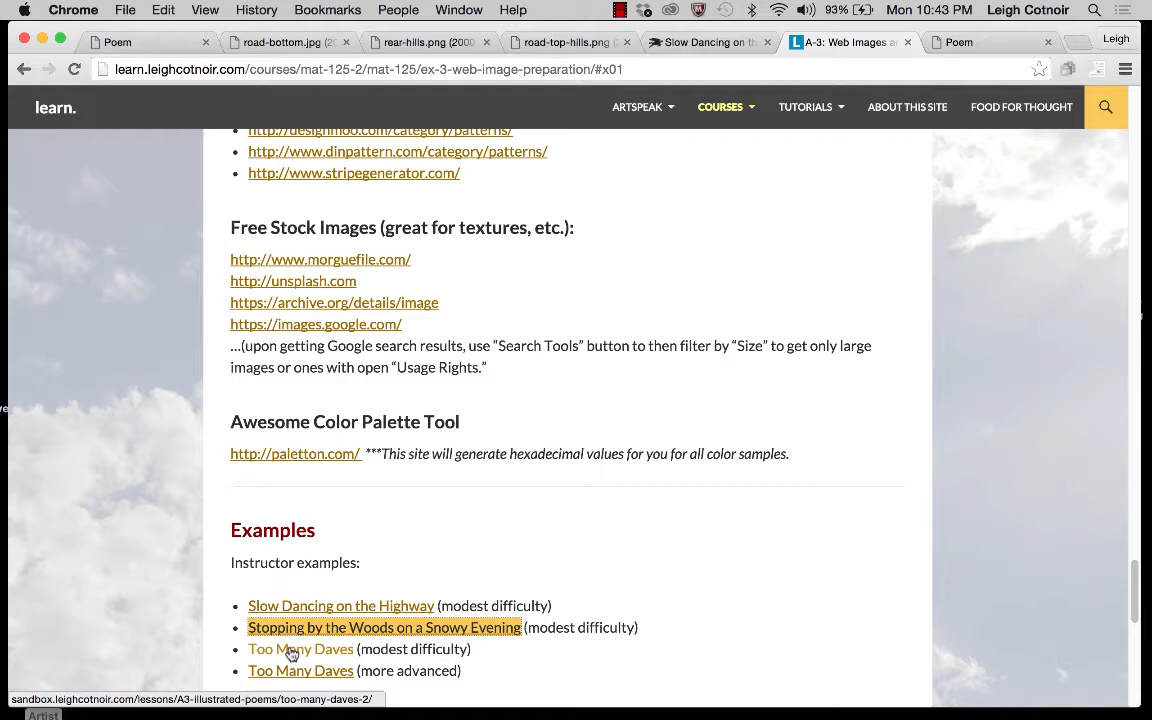 Chrome File Edit View History Bookmarks People Window Help 93% Mon 10:43 PM Leigh Cotnoir
Poem road-bottom.jpg (2000 rear-hills.png (2000 road-top-hills.png Slow Dancing on th A-3: Web Images a Poem Leigh
learn.leighcotnoir.com/courses/mat-125-2/mat-125/ex-3-web-image-preparation/#x01
learn. ARTSPEAK COURSES TUTORIALS ABOUT THIS SITE FOOD FOR THOUGHT
http://designmoo.com/category/patterns/
http://www.dinpattern.com/category/patterns/
http://www.stripegenerator.com/
Free Stock Images (great for textures, etc.):
http://www.morguefile.com/
http://unsplash.com
https://archive.org/details/image
https://images.google.com/
…(upon getting Google search results, use “Search Tools” button to then filter by “Size” to get only large
images or ones with open “Usage Rights.”
Awesome Color Palette Tool
http://paletton.com/ ***This site will generate hexadecimal values for you for all color samples.
Examples
Instructor examples:
Slow Dancing on the Highway (modest difficulty)
Stopping by the Woods on a Snowy Evening (modest difficulty)
Too Many Daves (modest difficulty)
Too Many Daves (more advanced)
sandbox.leighcotnoir.com/lessons/A3-illustrated-poems/too-many-daves-2/
Artist